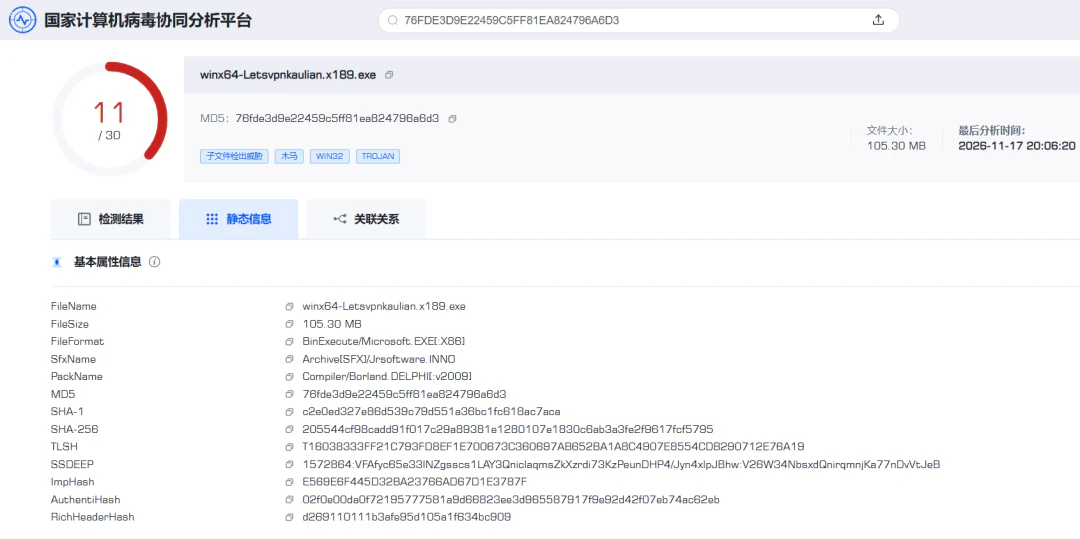 国家计算机病毒协同分析平台
76FDE3D9E22459C5FF81EA824796A6D3
11
/ 30
winx64-Letsvpnkaulian.x189.exe
MD5： 76fde3d9e22459c5ff81ea824796a6d3
子文件检出威胁 木马 WIN32 TROJAN
文件大小：
105.30 MB
最后分析时间：
2026-11-17 20:06:20
检测结果 静态信息 关联关系
基本属性信息
FileName winx64-Letsvpnkaulian.x189.exe
FileSize 105.30 MB
FileFormat BinExecute/Microsoft.EXE[:X86]
SfxName Archive[SFX]/Jrsoftware.INNO
PackName Compiler/Borland.DELPHI[:v2009]
MD5 76fde3d9e22459c5ff81ea824796a6d3
SHA-1 c2e0ed327e86d539c79d551a36bc1fc618ac7aca
SHA-256 205544cf98cadd91f017c29a89381e1280107e1830c6ab3a3fe2f9617fcf5795
TLSH T16038333FF21C793FD8EF1E700673C360697AB652BA1A8C4907E8554CDB290712E76A19
SSDEEP 1572864:VFAfyc65e33INZgsscs1LAY3QniclaqmsZkXzrdi73KzPeunDHP4/Jyn4xlpJBhw:V26W34NbsxdQnirqmnjKa77nDvVtJeB
ImpHash E569E6F445D32BA23766AD67D1E3787F
AuthentiHash 02f0e00da0f72195777581a9d66823ee3d965587917f9e92d42f07eb74ac62eb
RichHeaderHash d269110111b3afe95d105a1f634bc909